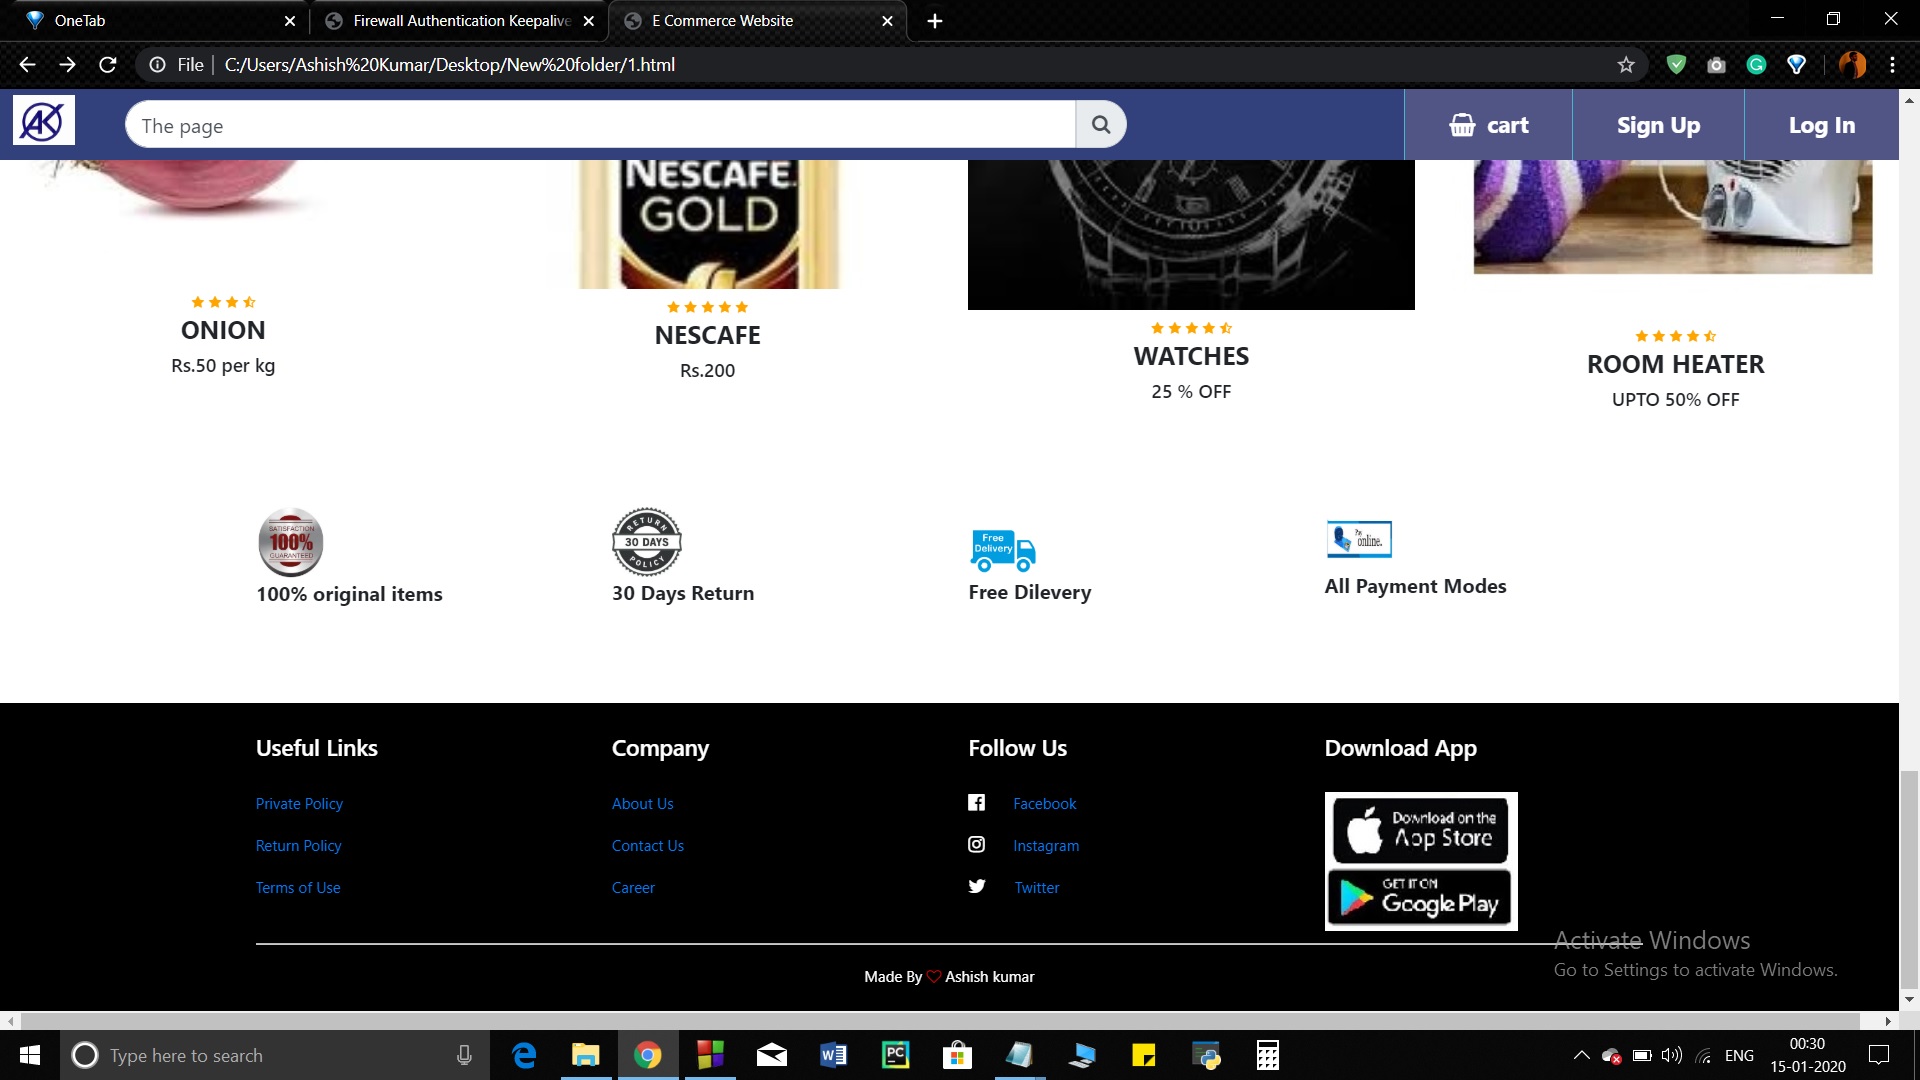 OneTab
Firewall Authentication Keepalive
E Commerce Website
File
C:/Users/Ashish%20Kumar/Desktop/New%20folder/1.html
AK
The page
cart
Sign Up
Log In
NESCAFE
GOLD
ONION
Rs.50 per kg
NESCAFE
Rs.200
WATCHES
25 % OFF
ROOM HEATER
UPTO 50% OFF
SATISFACTION
100%
GUARANTEED
100% original items
RETURN
30 DAYS
POLICY
30 Days Return
Free
Delivery
Free Dilevery
Pay
online.
All Payment Modes
Useful Links
Private Policy
Return Policy
Terms of Use
Company
About Us
Contact Us
Career
Follow Us
Facebook
Instagram
Twitter
Download App
Download on the
App Store
GET IT ON
Google Play
Made By Ashish kumar
Activate Windows
Go to Settings to activate Windows.
Type here to search
ENG
00:30
15-01-2020